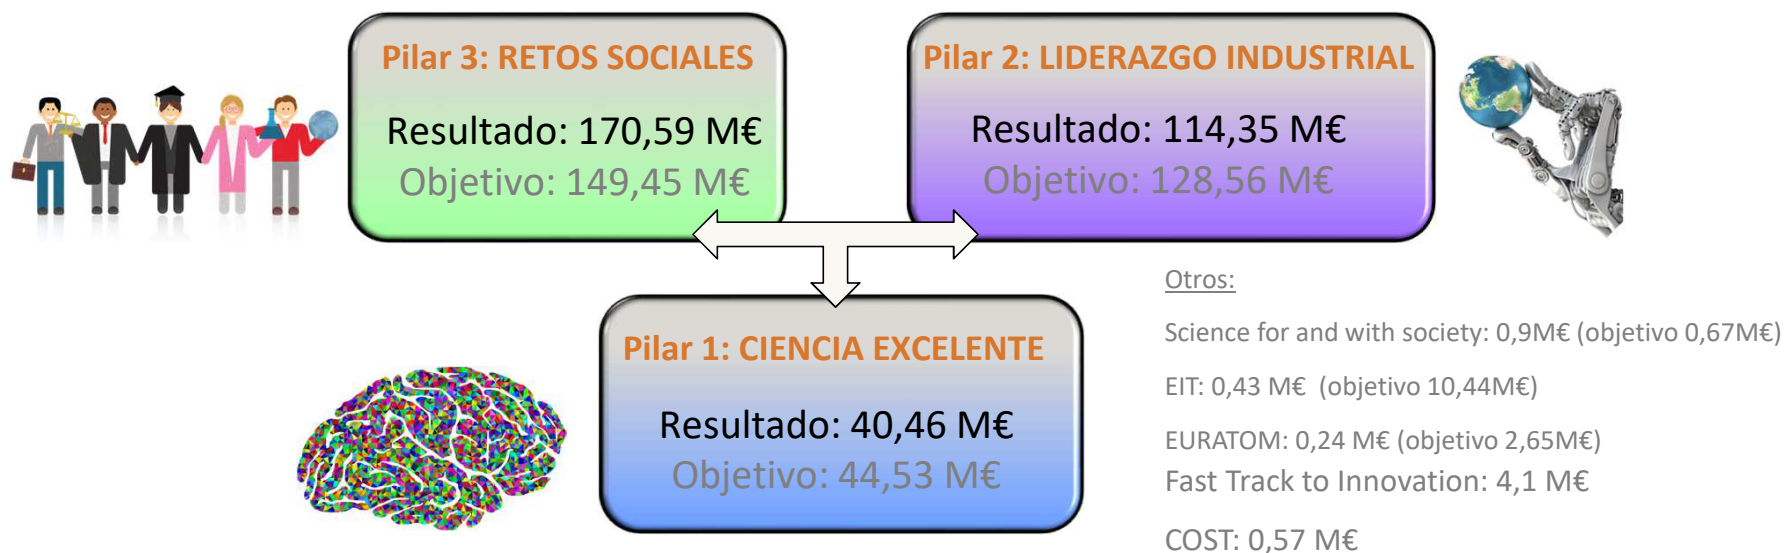 Pilar 3: RETOS SOCIALES
Resultado: 170,59 M€
Objetivo: 149,45 M€
Pilar 2: LIDERAZGO INDUSTRIAL
Resultado: 114,35 M€
Objetivo: 128,56 M€
Pilar 1: CIENCIA EXCELENTE
Resultado: 40,46 M€
Objetivo: 44,53 M€
Otros:
Science for and with society: 0,9M€ (objetivo 0,67M€)
EIT: 0,43 M€ (objetivo 10,44M€)
EURATOM: 0,24 M€ (objetivo 2,65M€)
Fast Track to Innovation: 4,1 M€
COST: 0,57 M€